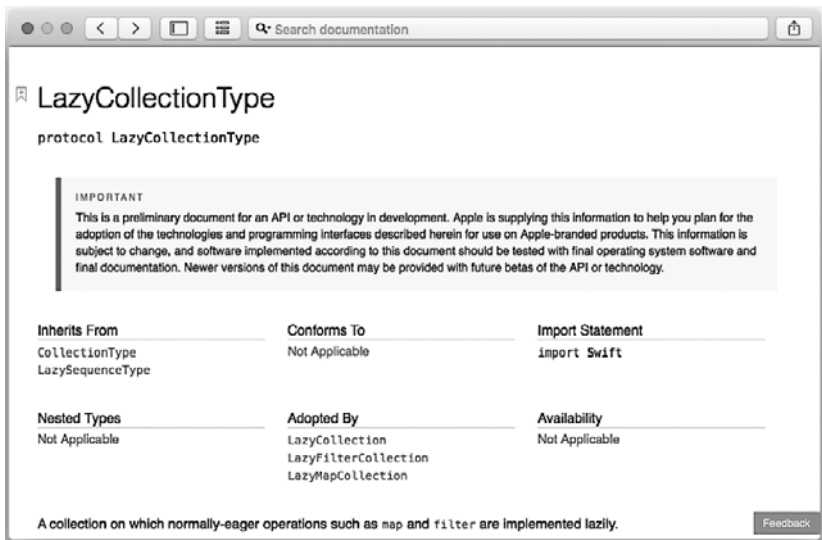 Search documentation
LazyCollectionType
protocol LazyCollectionType
IMPORTANT
This is a preliminary document for an API or technology in development. Apple is supplying this information to help you plan for the
adoption of the technologies and programming interfaces described herein for use on Apple-branded products. This information is
subject to change, and software implemented according to this document should be tested with final operating system software and
final documentation. Newer versions of this document may be provided with future betas of the API or technology.
Inherits From
CollectionType
LazySequenceType
Conforms To
Not Applicable
Import Statement
import Swift
Nested Types
Not Applicable
Adopted By
LazyCollection
LazyFilterCollection
LazyMapCollection
Availability
Not Applicable
A collection on which normally-eager operations such as map and filter are implemented lazily.
Feedback